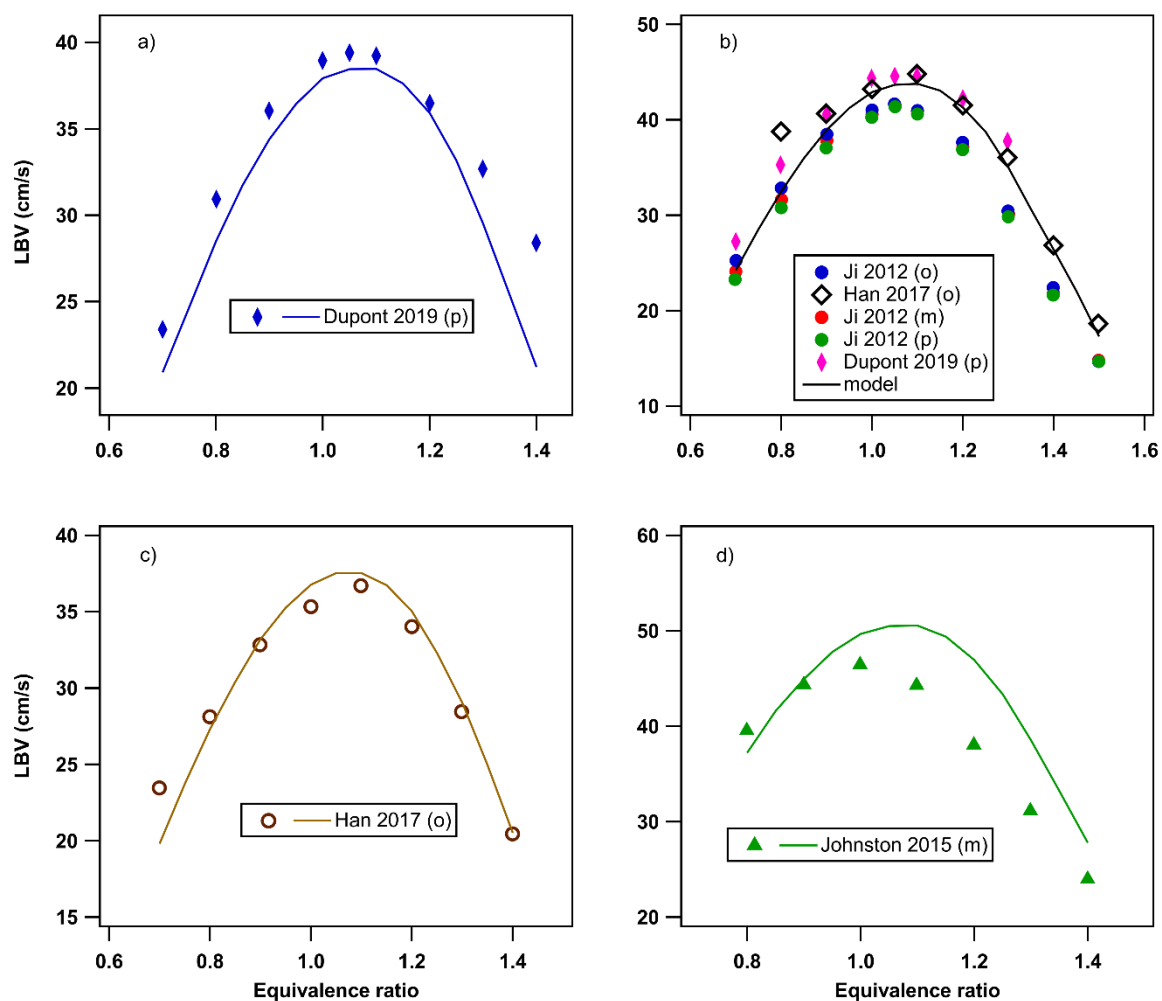 a)
LBV (cm/s)
40
35
30
25
20
Dupont 2019 (p)
0.6 0.8 1.0 1.2 1.4
b)
50
40
30
20
10
Ji 2012 (o)
Han 2017 (o)
Ji 2012 (m)
Ji 2012 (p)
Dupont 2019 (p)
model
0.6 0.8 1.0 1.2 1.4 1.6
c)
LBV (cm/s)
40
35
30
25
20
15
Han 2017 (o)
0.6 0.8 1.0 1.2 1.4
Equivalence ratio
d)
60
50
40
30
20
Johnston 2015 (m)
0.8 1.0 1.2 1.4
Equivalence ratio